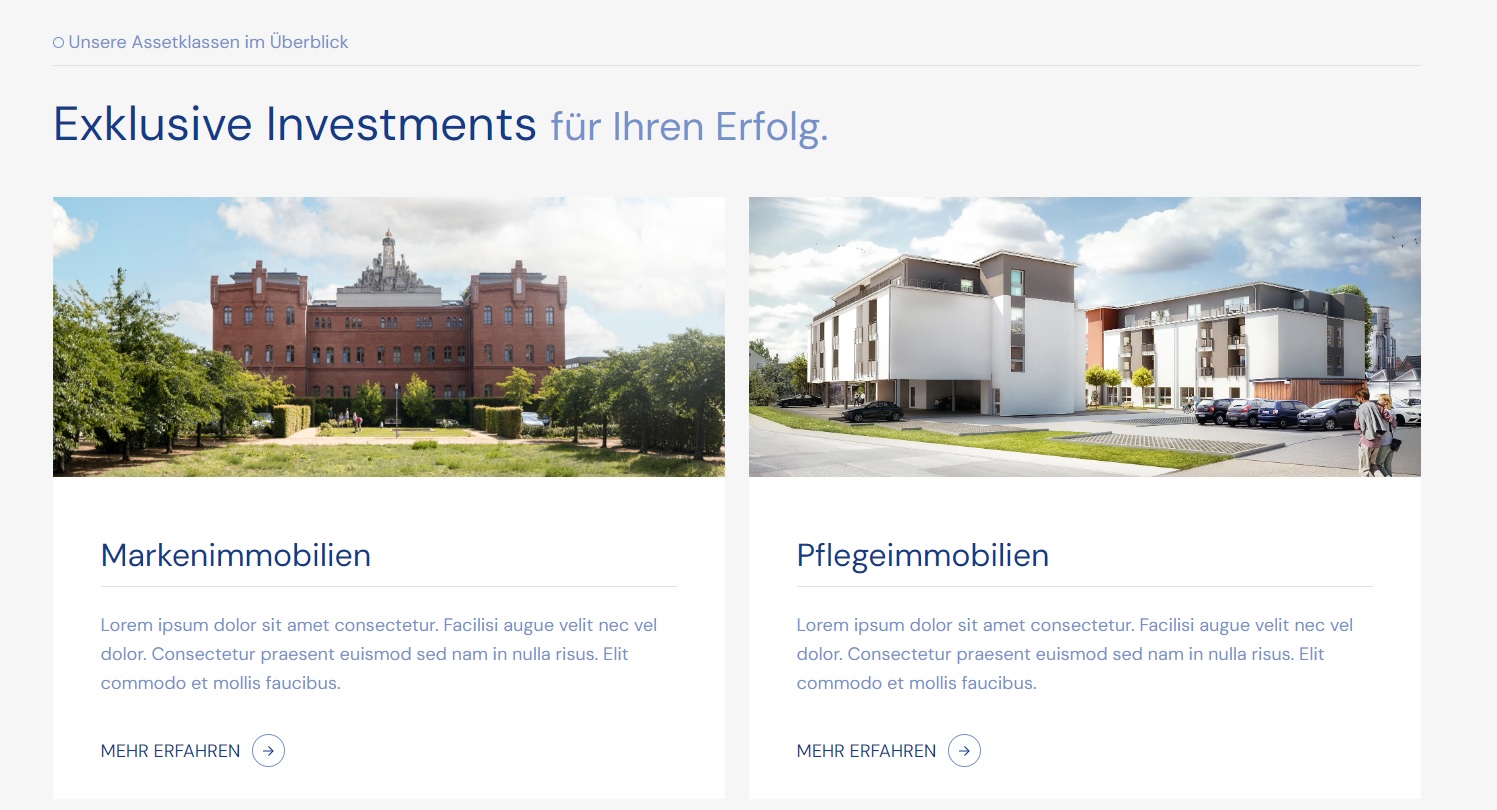 Unsere Assetklassen im Überblick
Exklusive Investments für Ihren Erfolg.
Markenimmobilien
Lorem ipsum dolor sit amet consectetur. Facilisi augue velit nec vel
dolor. Consectetur praesent euismod sed nam in nulla risus. Elit
commodo et mollis faucibus.
MEHR ERFAHREN
Pflegeimmobilien
Lorem ipsum dolor sit amet consectetur. Facilisi augue velit nec vel
dolor. Consectetur praesent euismod sed nam in nulla risus. Elit
commodo et mollis faucibus.
MEHR ERFAHREN